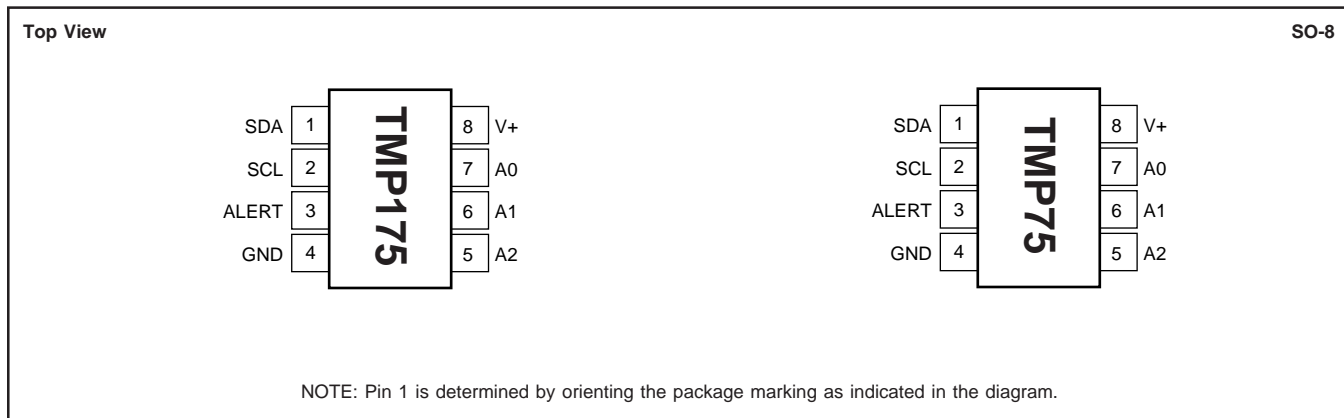 Top View SO-8
SDA 1 TMP175 8 V+
SCL 2 7 A0
ALERT 3 6 A1
GND 4 5 A2
SDA 1 TMP75 8 V+
SCL 2 7 A0
ALERT 3 6 A1
GND 4 5 A2
NOTE: Pin 1 is determined by orienting the package marking as indicated in the diagram.